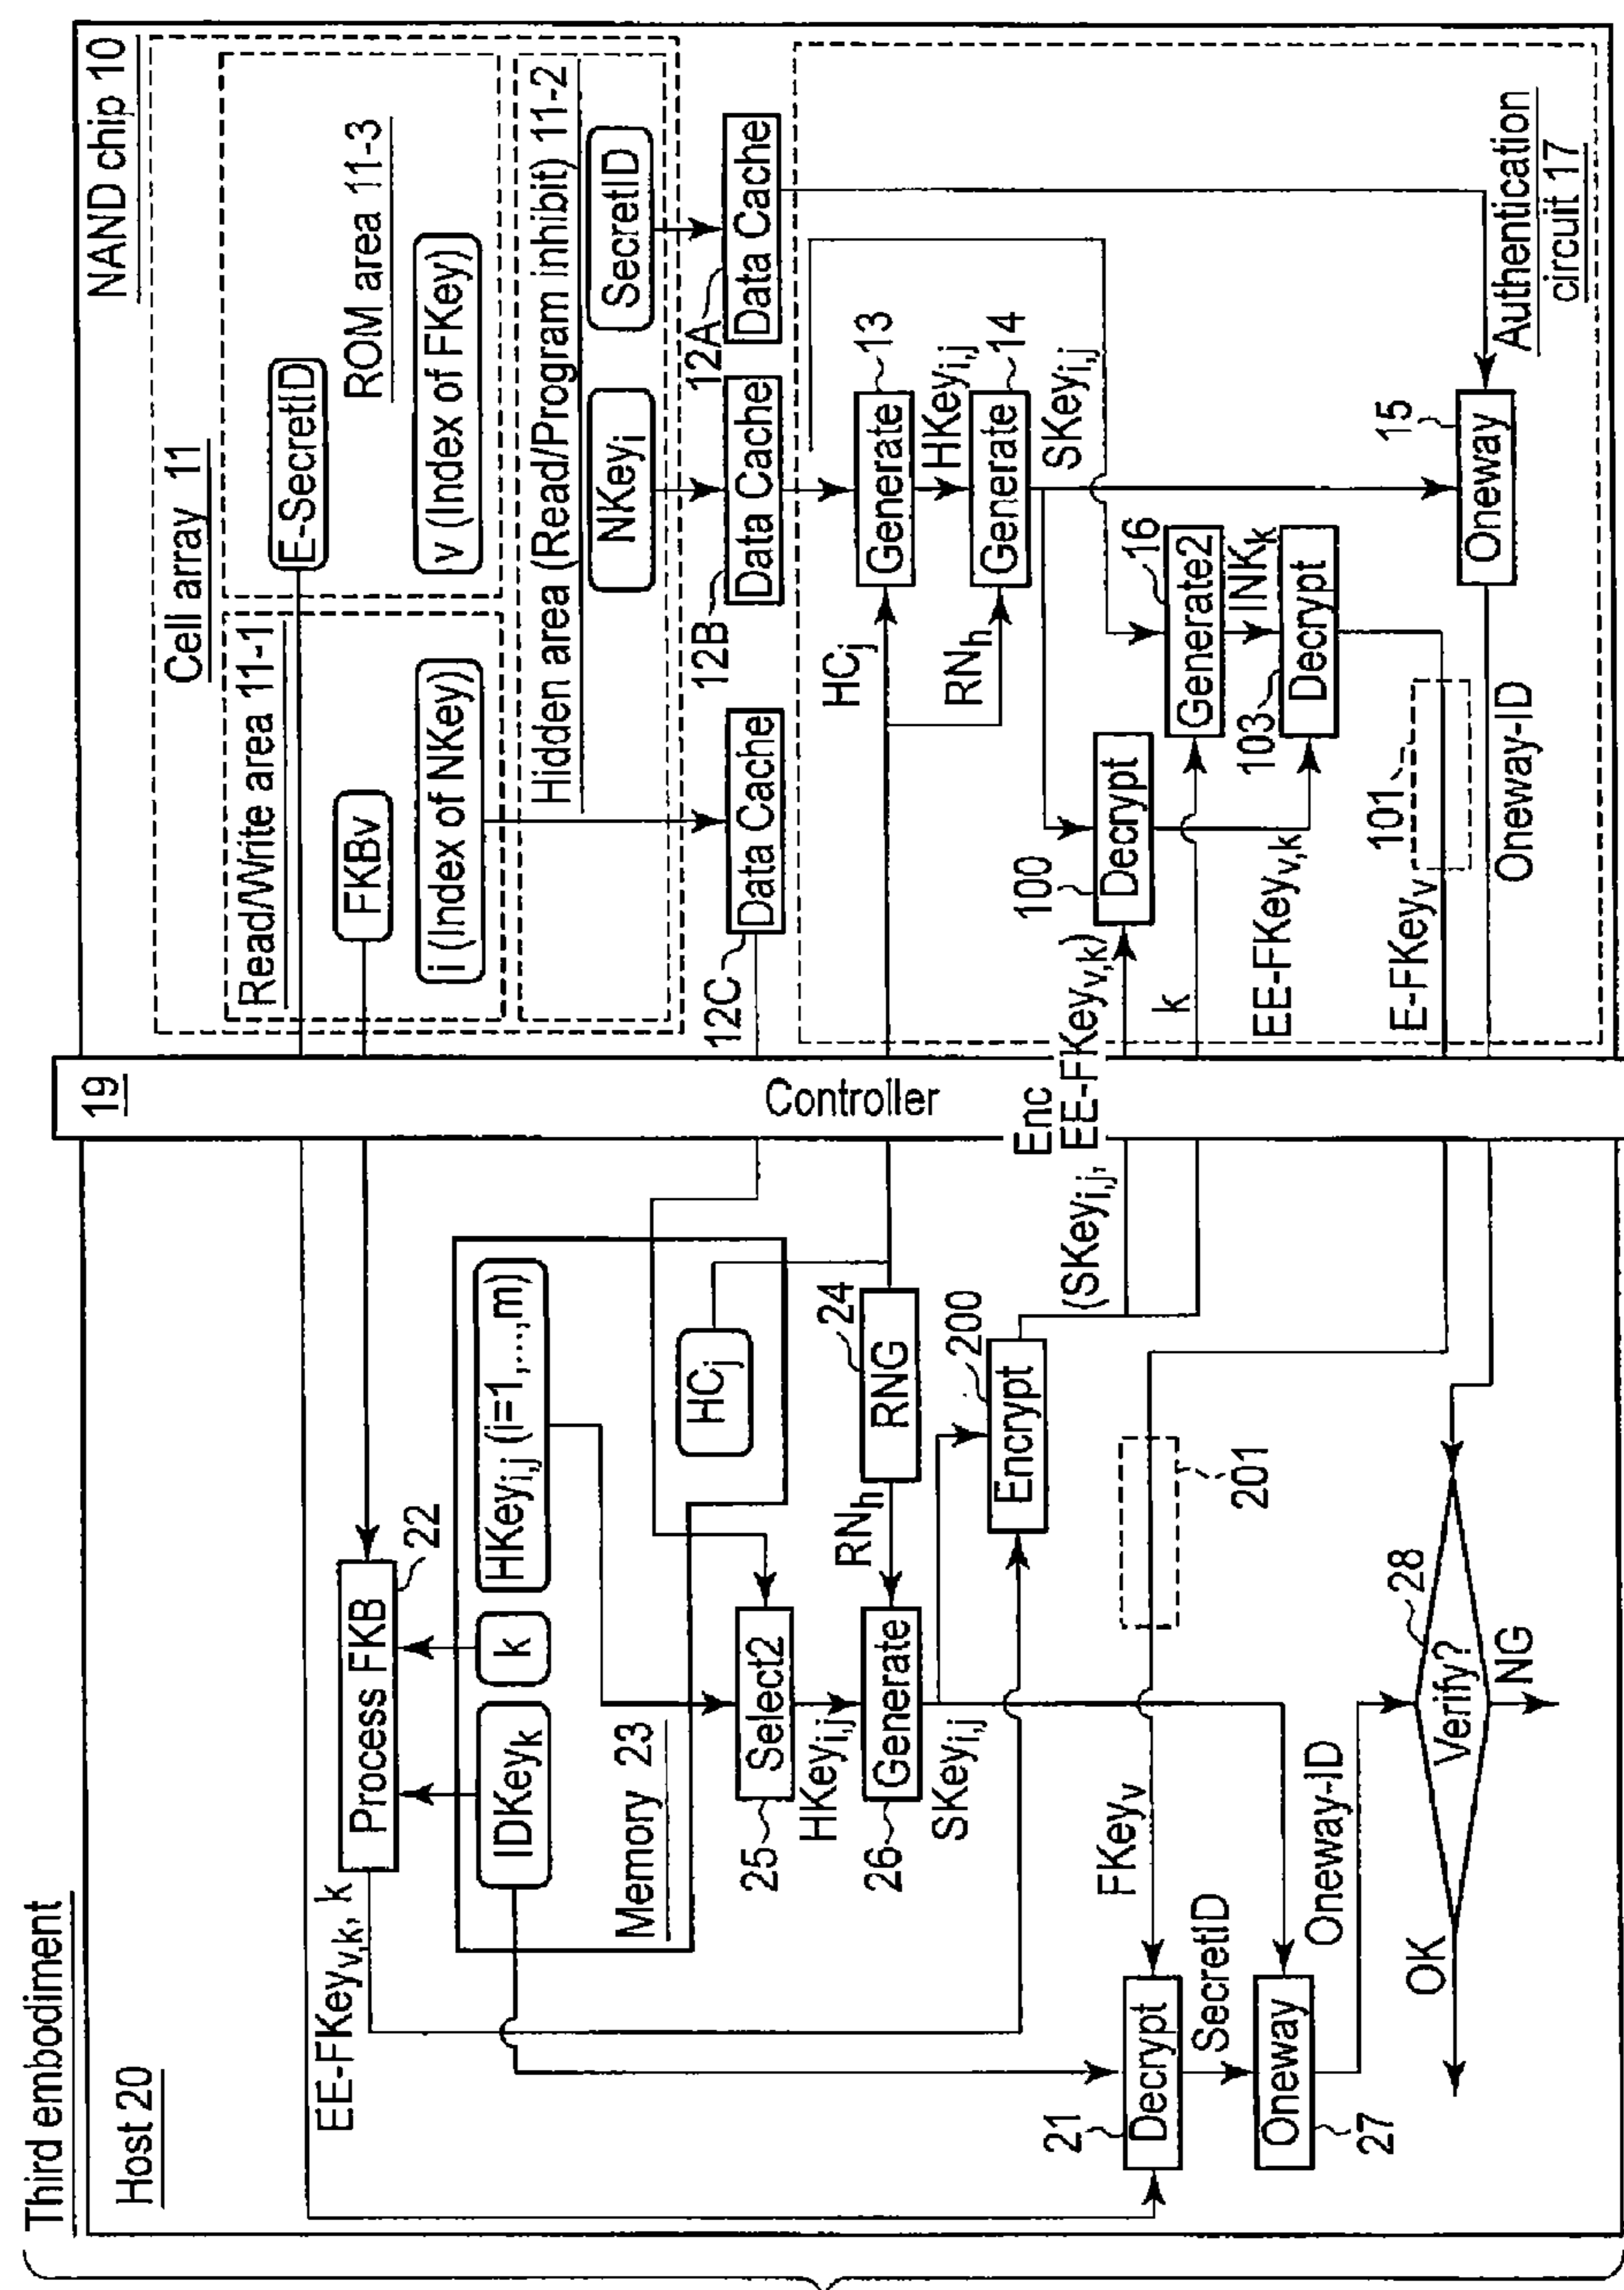 Third embodiment
Host 20
EE-FKeyv,k, k
Process FKB
22
IDKeyk
k
HKeyi,j (i=1,...,m)
Memory 23
HCj
25
Select2
HKeyi,j
24
RNG
RNh
26
Generate
SKeyi,j
200
Encrypt
(SKeyi,j,
Enc
EE-FKeyv,k)
201
FKeyv
21
Decrypt
SecretID
Oneway
27
Oneway-ID
28
Verify?
OK
NG
19
Controller
NAND chip 10
Cell array 11
Read/Write area 11-1
FKBv
i (Index of NKey)
E-SecretID
ROM area 11-3
v (Index of FKey)
Hidden area (Read/Program inhibit) 11-2
NKeyi
SecretID
12C
Data Cache
12B
Data Cache
12A
Data Cache
HCj
Generate
13
HKeyi,j
RNh
Generate
14
SKeyi,j
100
Decrypt
k
Generate2
16
INKk
EE-FKeyv,k
103
Decrypt
E-FKeyv
101
15
Oneway
Oneway-ID
Authentication
circuit 17